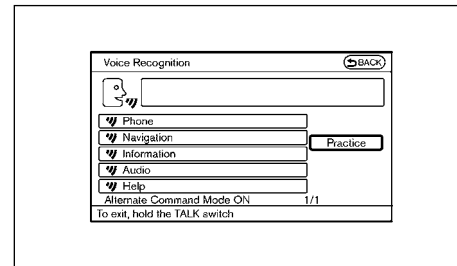 Voice Recognition
BACK
Phone
Navigation
Practice
Information
Audio
Help
Alternate Command Mode ON 1/1
To exit, hold the TALK switch